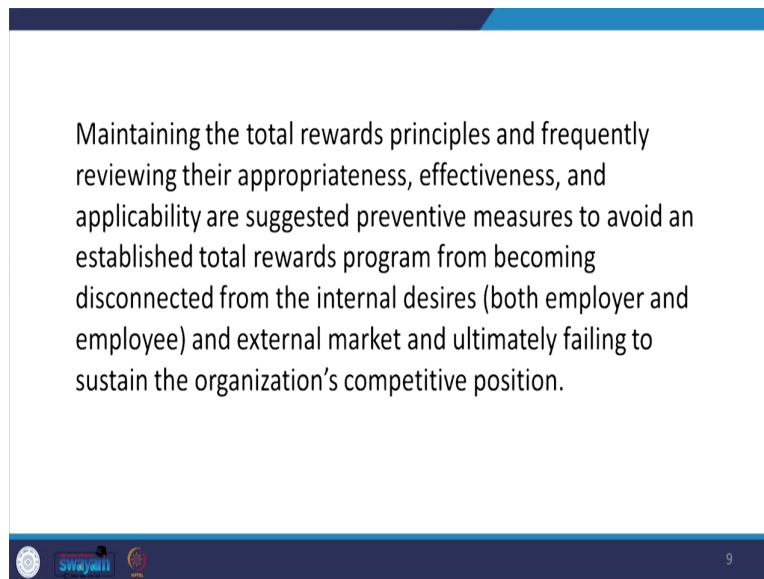 Maintaining the total rewards principles and frequently
reviewing their appropriateness, effectiveness, and
applicability are suggested preventive measures to avoid an
established total rewards program from becoming
disconnected from the internal desires (both employer and
employee) and external market and ultimately failing to
sustain the organization's competitive position.
swayam
9